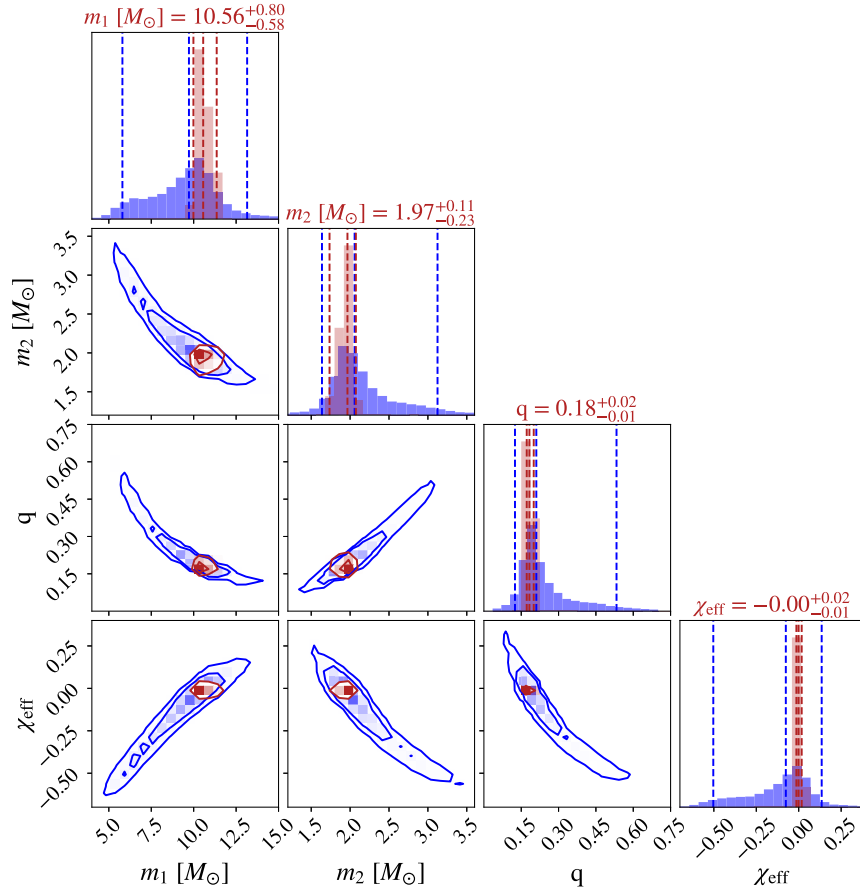 m₁ [M☉] = 10.56⁺⁰·⁸⁰₋₀.₅₈
m₂ [M☉] = 1.97⁺⁰·¹¹₋₀.₂₃
3.5
3.0
2.5
2.0
1.5
m₂ [M☉]
q = 0.18⁺⁰·⁰²₋₀.₀₁
0.75
0.60
0.45
0.30
0.15
q
χeff = −0.00⁺⁰·⁰²₋₀.₀₁
0.25
0.00
−0.25
−0.50
χeff
5.0 7.5 10.0 12.5 15.0
1.5 2.0 2.5 3.0 3.5
0.15 0.30 0.45 0.60 0.75
−0.50 −0.25 0.00 0.25
m₁ [M☉] m₂ [M☉] q χeff